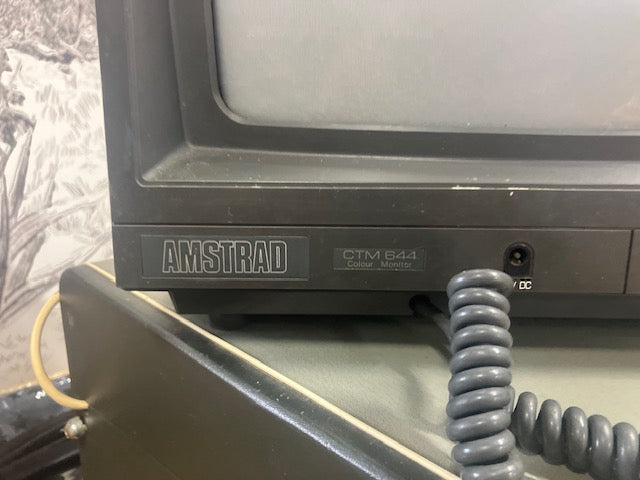 AMSTRAD
CTM 644
Colour Monitor
V DC